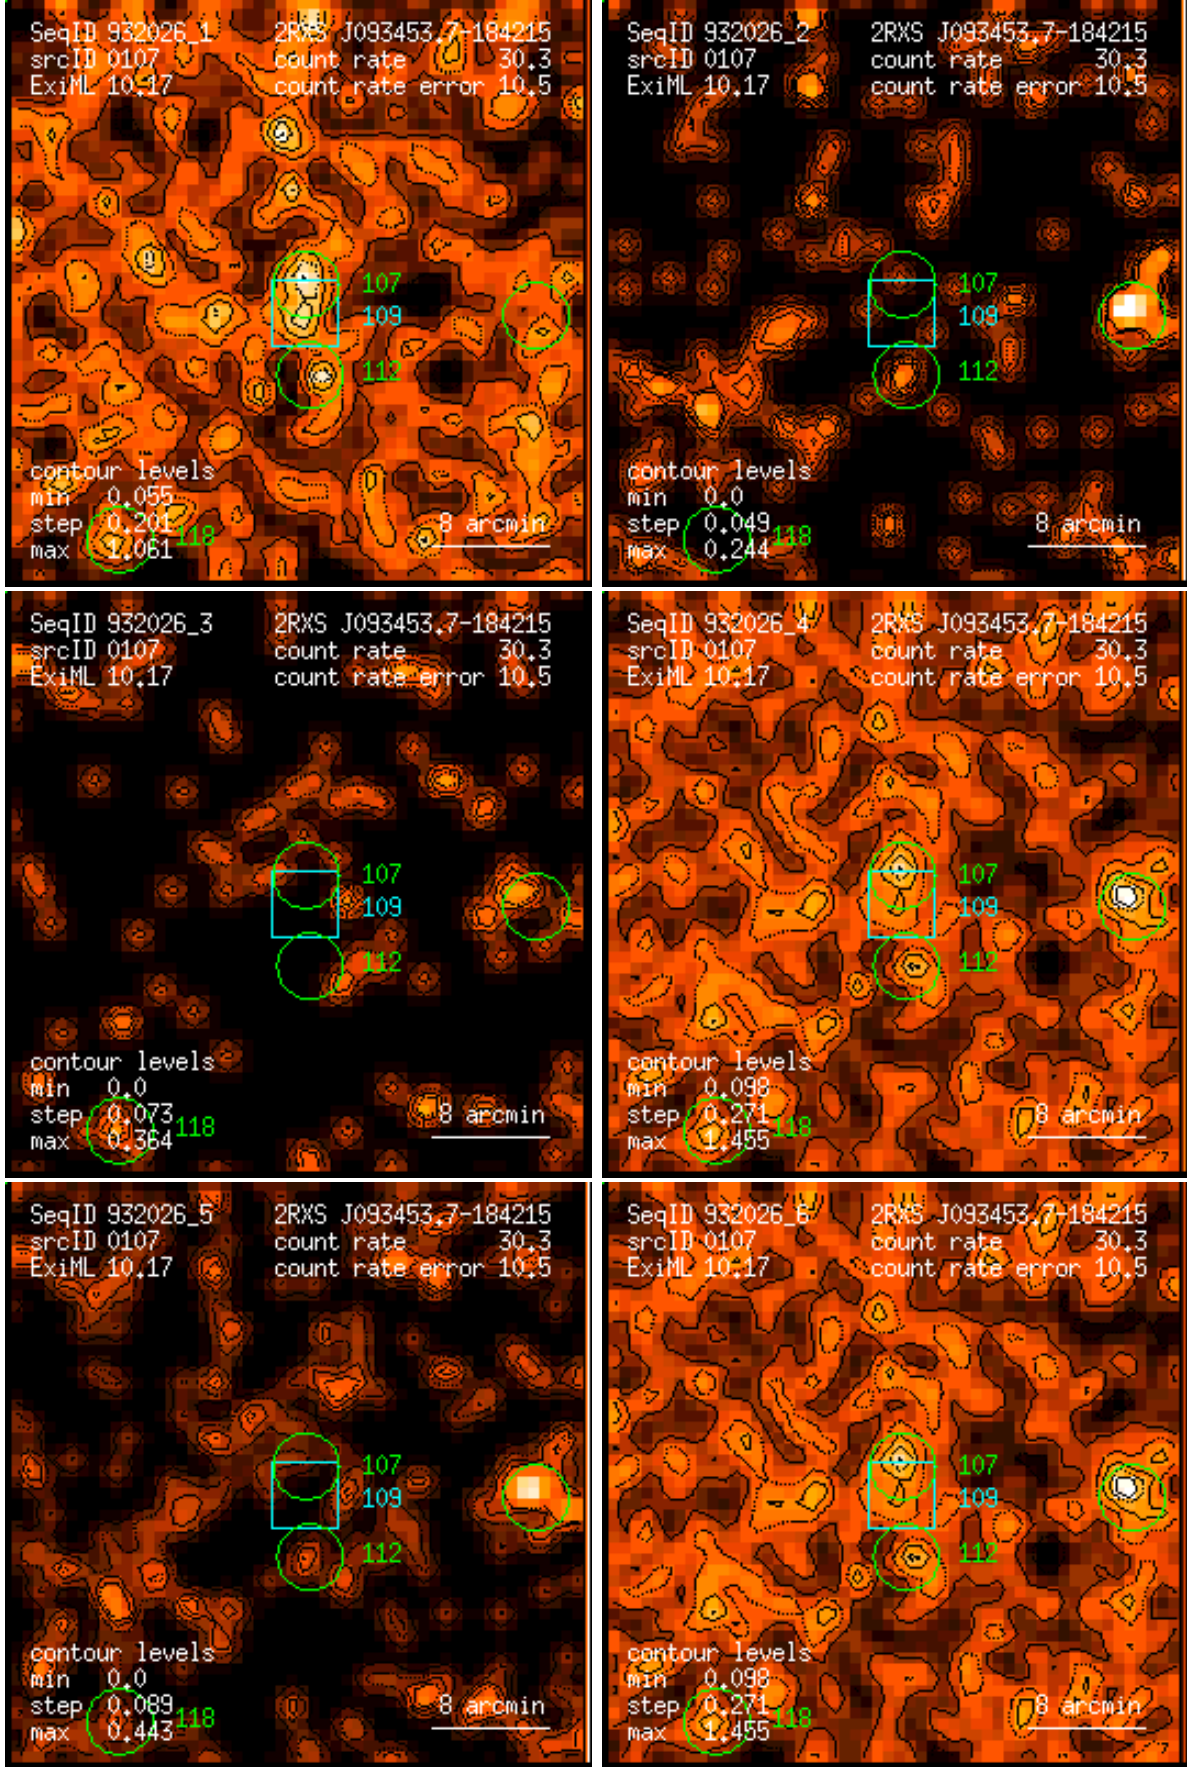 SeqID 932026_1 2RXS J093453.7-184215
srcID 0107 count rate 30.3
ExiML 10.17 count rate error 10.5
107
109
112
contour levels
min 0.055
step 0.201 118 8 arcmin
max 1.061
SeqID 932026_2 2RXS J093453.7-184215
srcID 0107 count rate 30.3
ExiML 10.17 count rate error 10.5
107
109
112
contour levels
min 0.0
step 0.049 118 8 arcmin
max 0.244
SeqID 932026_3 2RXS J093453.7-184215
srcID 0107 count rate 30.3
ExiML 10.17 count rate error 10.5
107
109
112
contour levels
min 0.0
step 0.073 118 8 arcmin
max 0.364
SeqID 932026_4 2RXS J093453.7-184215
srcID 0107 count rate 30.3
ExiML 10.17 count rate error 10.5
107
109
112
contour levels
min 0.098
step 0.271 118 8 arcmin
max 1.455
SeqID 932026_5 2RXS J093453.7-184215
srcID 0107 count rate 30.3
ExiML 10.17 count rate error 10.5
107
109
112
contour levels
min 0.0
step 0.089 118 8 arcmin
max 0.443
SeqID 932026_6 2RXS J093453.7-184215
srcID 0107 count rate 30.3
ExiML 10.17 count rate error 10.5
107
109
112
contour levels
min 0.098
step 0.271 118 8 arcmin
max 1.455